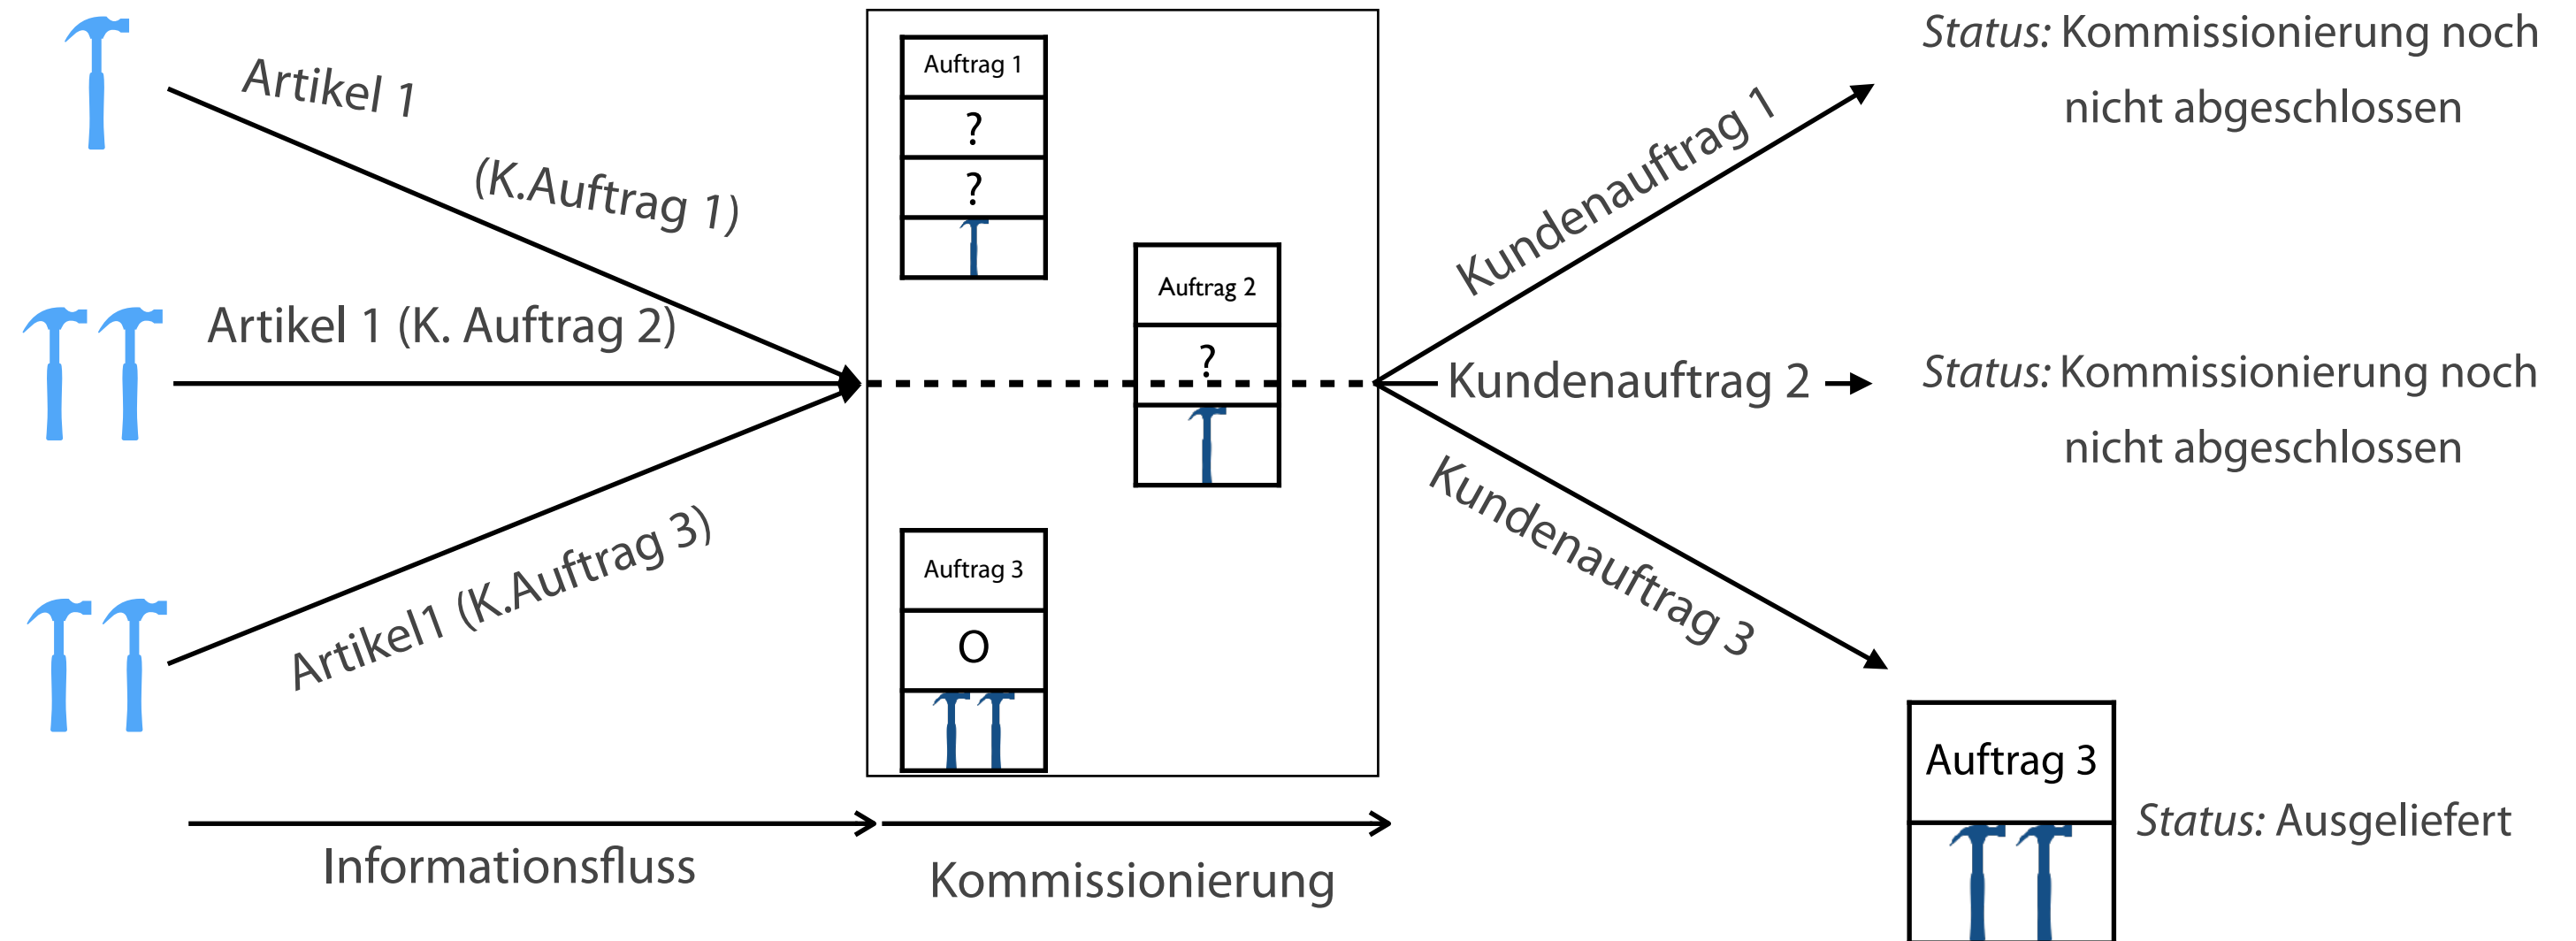 Artikel 1
(K.Auftrag 1)
Artikel 1 (K. Auftrag 2)
Artikel1 (K.Auftrag 3)
Informationsfluss
Auftrag 1
?
?
Auftrag 2
?
Auftrag 3
O
Kommissionierung
Kundenauftrag 1
Kundenauftrag 2
Kundenauftrag 3
Status: Kommissionierung noch
nicht abgeschlossen
Status: Kommissionierung noch
nicht abgeschlossen
Auftrag 3
Status: Ausgeliefert